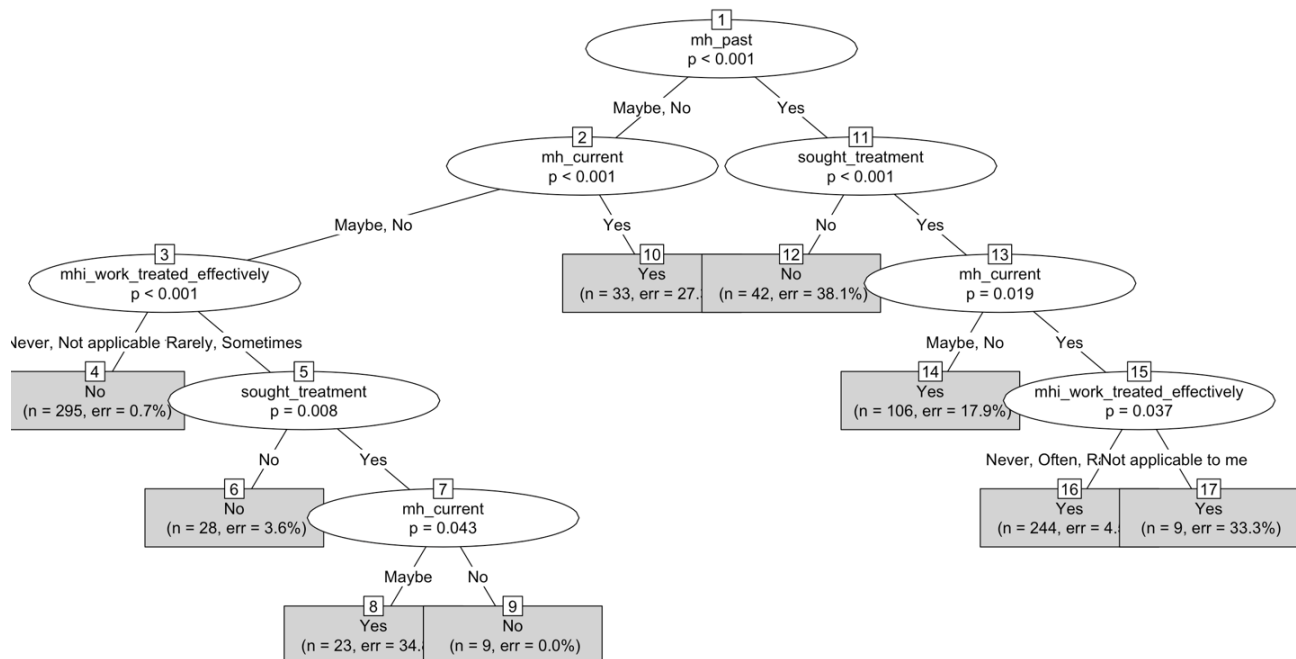 1
mh_past
p < 0.001
Maybe, No
Yes
2
mh_current
p < 0.001
11
sought_treatment
p < 0.001
Maybe, No
Yes
No
Yes
3
mhi_work_treated_effectively
p < 0.001
10
Yes
(n = 33, err = 27.
12
No
(n = 42, err = 38.1%)
13
mh_current
p = 0.019
Never, Not applicable
Rarely, Sometimes
Maybe, No
Yes
4
No
(n = 295, err = 0.7%)
5
sought_treatment
p = 0.008
14
Yes
(n = 106, err = 17.9%)
15
mhi_work_treated_effectively
p = 0.037
No
Yes
Never, Often,
Not applicable to me
6
No
(n = 28, err = 3.6%)
7
mh_current
p = 0.043
16
Yes
(n = 244, err = 4.
17
Yes
(n = 9, err = 33.3%)
Maybe
No
8
Yes
(n = 23, err = 34.
9
No
(n = 9, err = 0.0%)